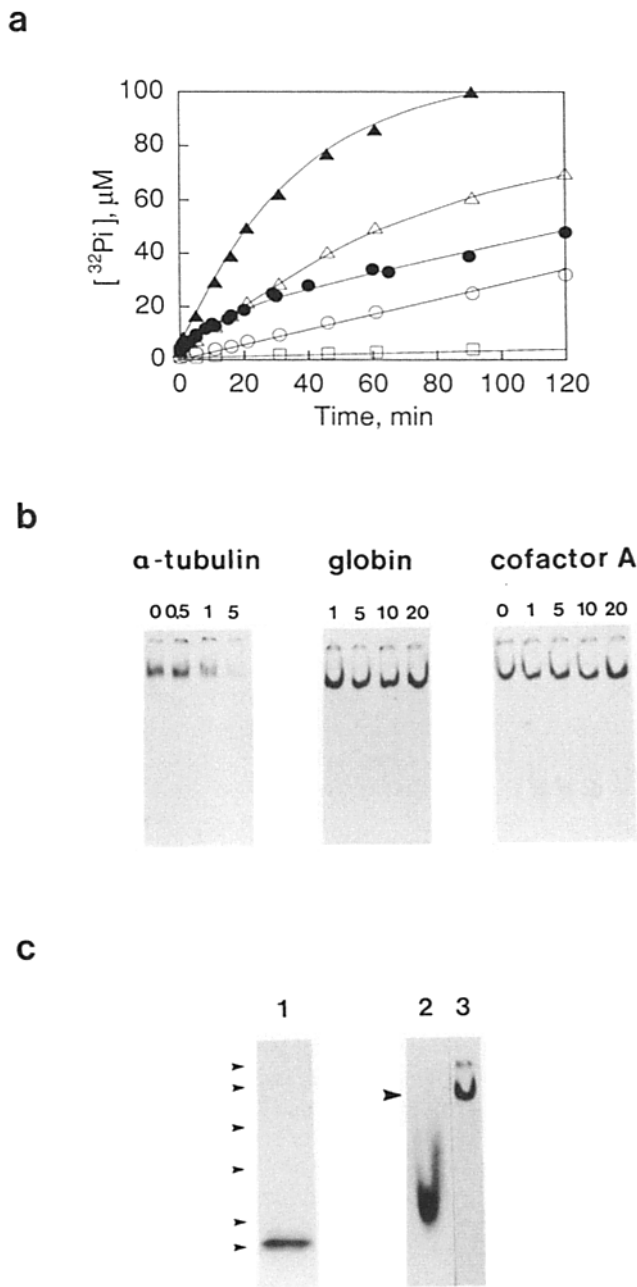 a
100
80
60
40
20
0
[ ³²Pi], μM
0 20 40 60 80 100 120
Time, min
b
α-tubulin globin cofactor A
0 0,5 1 5 1 5 10 20 0 1 5 10 20
c
1 2 3